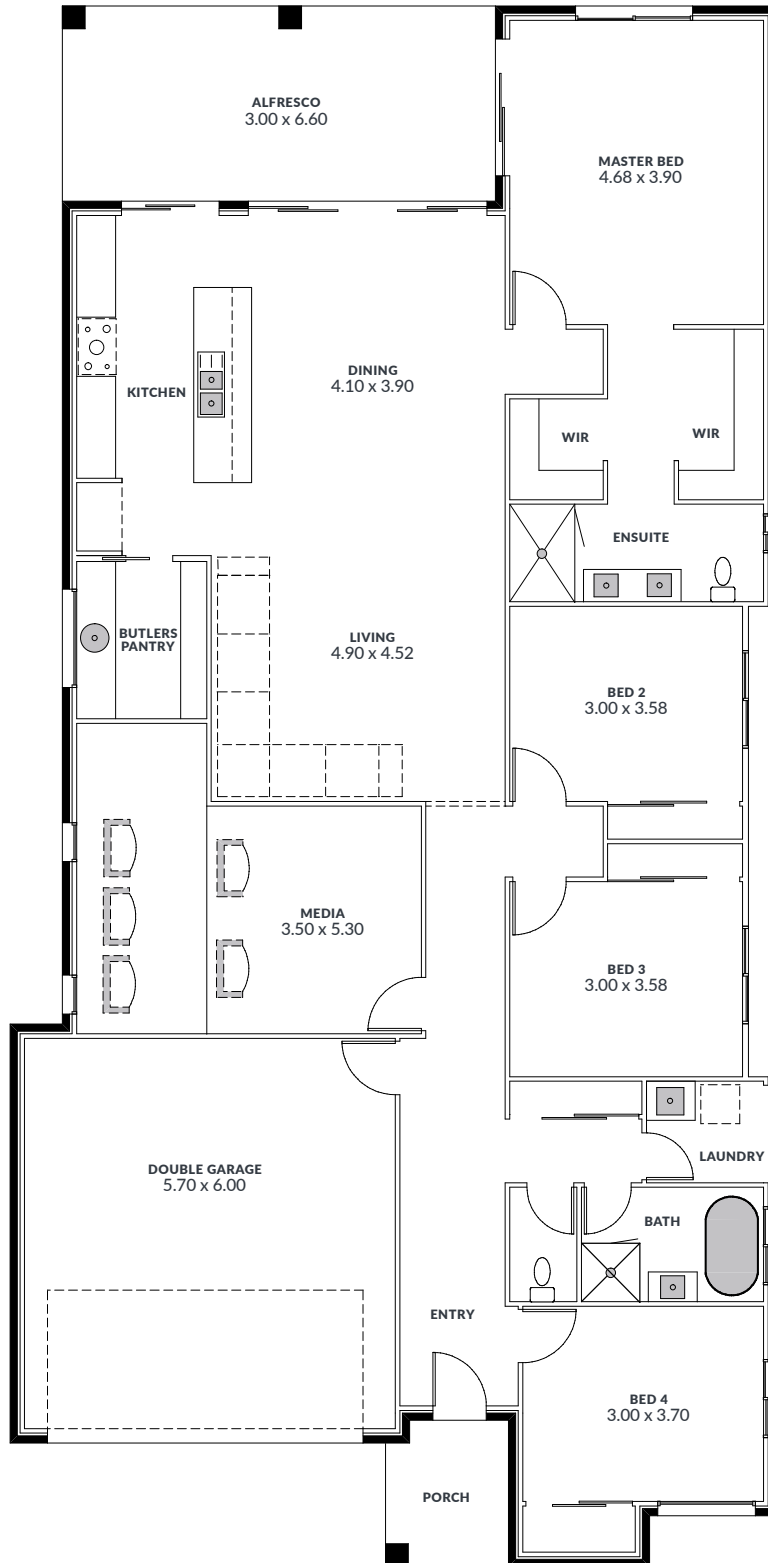 ALFRESCO
3.00 x 6.60
MASTER BED
4.68 x 3.90
DINING
4.10 x 3.90
KITCHEN
WIR
WIR
ENSUITE
BUTLERS
PANTRY
LIVING
4.90 x 4.52
BED 2
3.00 x 3.58
MEDIA
3.50 x 5.30
BED 3
3.00 x 3.58
LAUNDRY
DOUBLE GARAGE
5.70 x 6.00
BATH
ENTRY
BED 4
3.00 x 3.70
PORCH